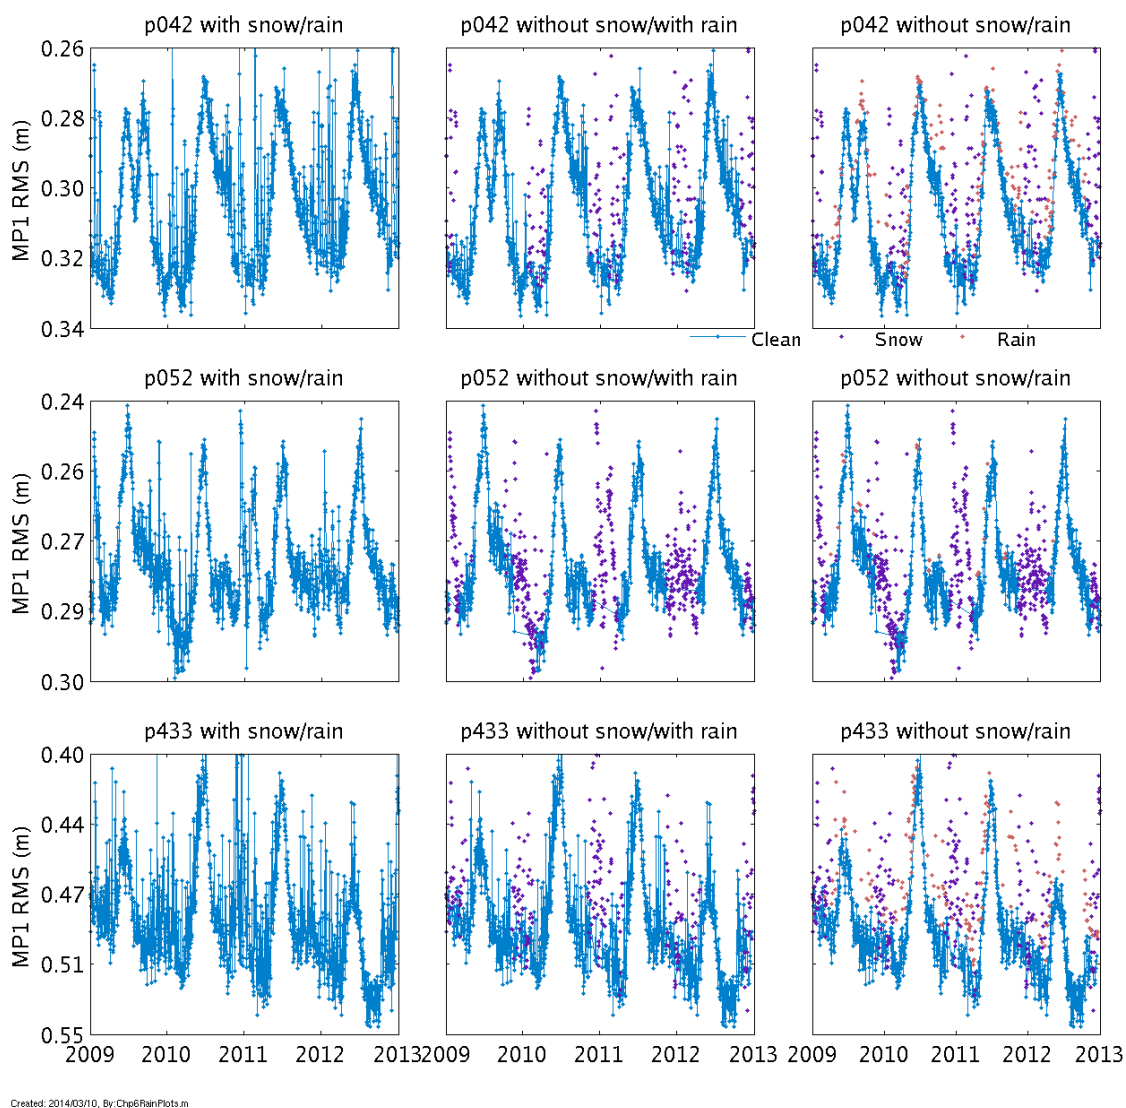 p042 with snow/rain p042 without snow/with rain p042 without snow/rain
0.26
0.28
0.30
0.32
0.34
MP1 RMS (m)
Clean Snow Rain
p052 with snow/rain p052 without snow/with rain p052 without snow/rain
0.24
0.26
0.27
0.29
0.30
MP1 RMS (m)
p433 with snow/rain p433 without snow/with rain p433 without snow/rain
0.40
0.44
0.47
0.51
0.55
MP1 RMS (m)
2009 2010 2011 2012 2013 2009 2010 2011 2012 2013 2009 2010 2011 2012 2013
Created: 2014/03/10, By:Chp6RainPlots.m